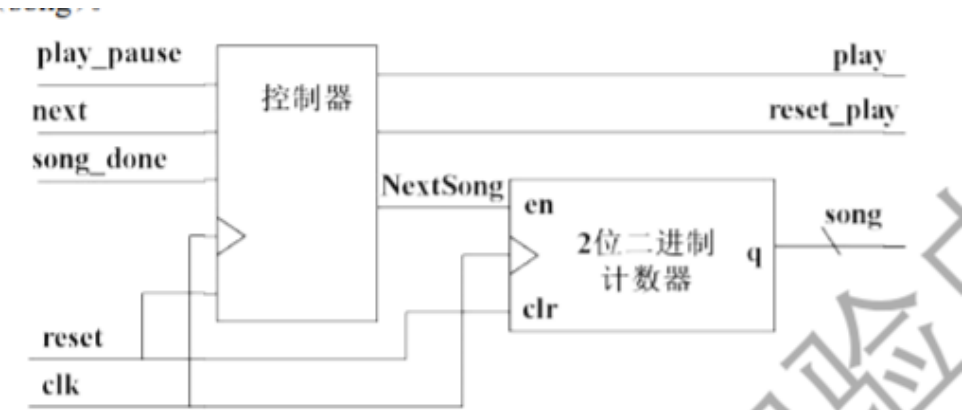 play_pause
next
song_done
reset
clk
控制器
play
reset_play
NextSong
en
2位二进制
计数器
q
clr
song
验